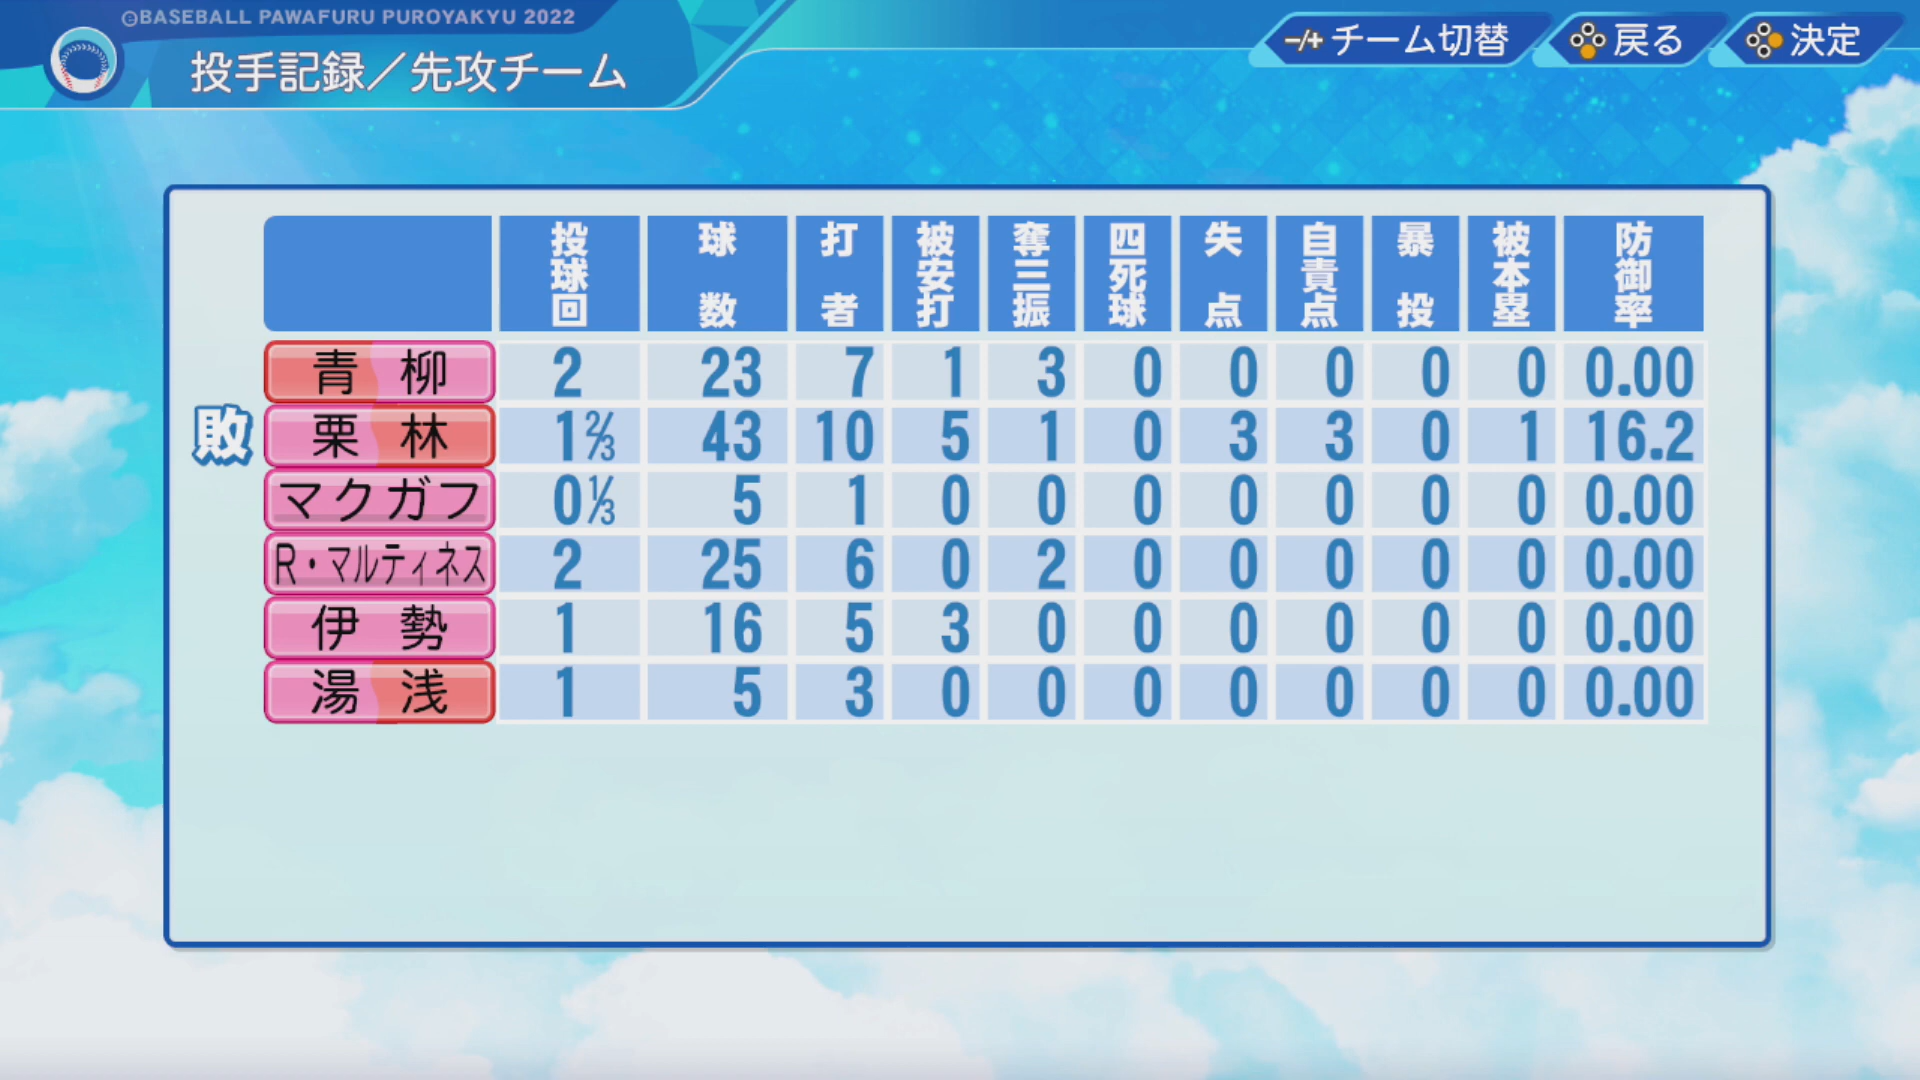 ©BASEBALL PAWAFURU PUROYAKYU 2022
投手記録／先攻チーム
-/+ チーム切替 戻る 決定
投球回 球数 打者 被安打 奪三振 四死球 失点 自責点 暴投 被本塁 防御率
青柳 2 23 7 1 3 0 0 0 0 0 0.00
敗 栗林 1 2/3 43 10 5 1 0 3 3 0 1 16.2
マクガフ 0 1/3 5 1 0 0 0 0 0 0 0 0.00
R・マルティネス 2 25 6 0 2 0 0 0 0 0 0.00
伊勢 1 16 5 3 0 0 0 0 0 0 0.00
湯浅 1 5 3 0 0 0 0 0 0 0 0.00